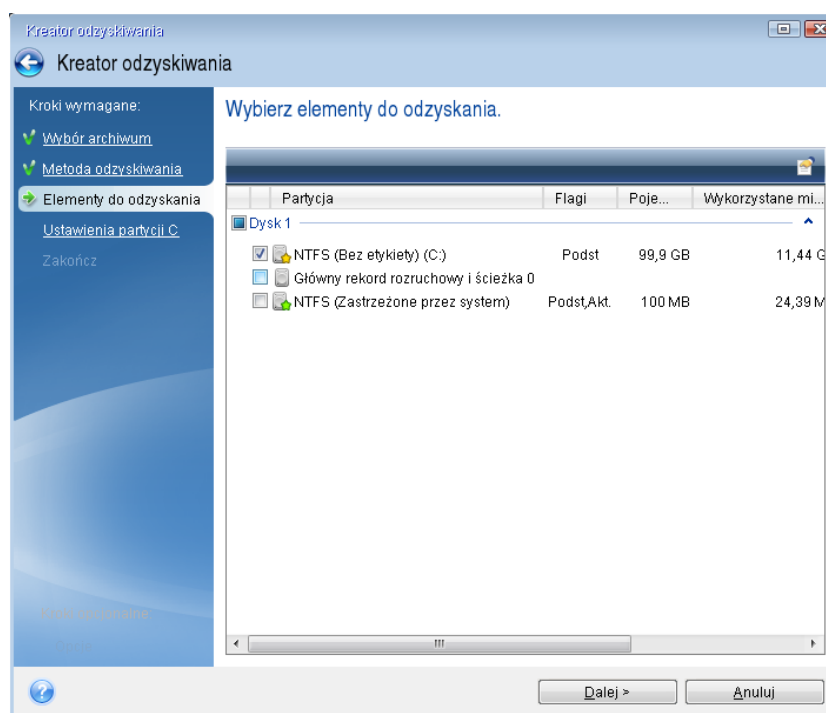 Kreator odzyskiwania
Kreator odzyskiwania
Kroki wymagane:
Wybór archiwum
Metoda odzyskiwania
Elementy do odzyskania
Ustawienia partycji C
Zakończ
Wybierz elementy do odzyskania.
Partycja Flagi Poje... Wykorzystane mi...
Dysk 1
NTFS (Bez etykiety) (C:) Podst 99,9 GB 11,44 G
Główny rekord rozruchowy i ścieżka 0
NTFS (Zastrzeżone przez system) Podst,Akt. 100 MB 24,39 M
Dalej >
Anuluj